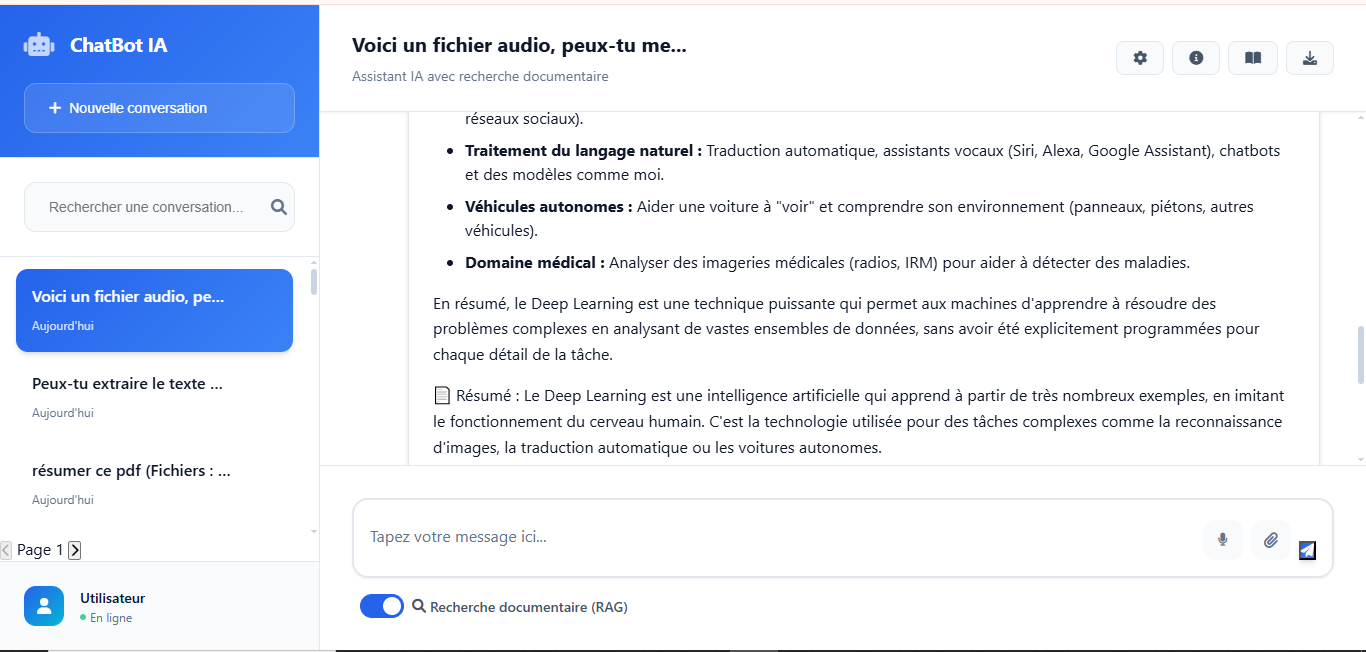 ChatBot IA
+ Nouvelle conversation
Rechercher une conversation...
Voici un fichier audio, pe...
Aujourd'hui
Peux-tu extraire le texte ...
Aujourd'hui
résumer ce pdf (Fichiers : ...
Aujourd'hui
< Page 1 >
Utilisateur
En ligne
Voici un fichier audio, peux-tu me...
Assistant IA avec recherche documentaire
réseaux sociaux).
• Traitement du langage naturel : Traduction automatique, assistants vocaux (Siri, Alexa, Google Assistant), chatbots
et des modèles comme moi.
• Véhicules autonomes : Aider une voiture à "voir" et comprendre son environnement (panneaux, piétons, autres
véhicules).
• Domaine médical : Analyser des imageries médicales (radios, IRM) pour aider à détecter des maladies.
En résumé, le Deep Learning est une technique puissante qui permet aux machines d'apprendre à résoudre des
problèmes complexes en analysant de vastes ensembles de données, sans avoir été explicitement programmées pour
chaque détail de la tâche.
Résumé : Le Deep Learning est une intelligence artificielle qui apprend à partir de très nombreux exemples, en imitant
le fonctionnement du cerveau humain. C'est la technologie utilisée pour des tâches complexes comme la reconnaissance
d'images, la traduction automatique ou les voitures autonomes.
Tapez votre message ici...
Recherche documentaire (RAG)